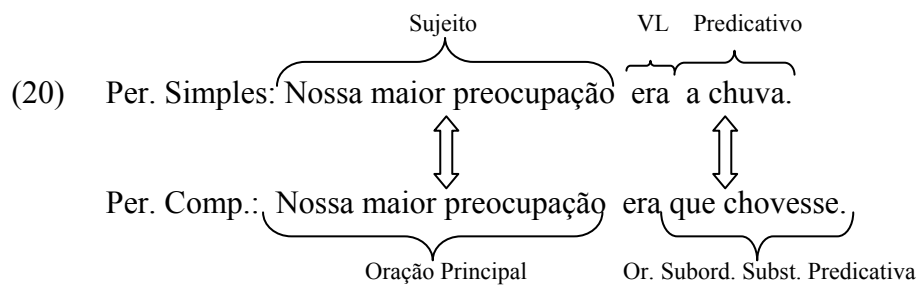 Sujeito VL Predicativo
(20) Per. Simples: Nossa maior preocupação era a chuva.
Per. Comp.: Nossa maior preocupação era que chovesse.
Oração Principal Or. Subord. Subst. Predicativa